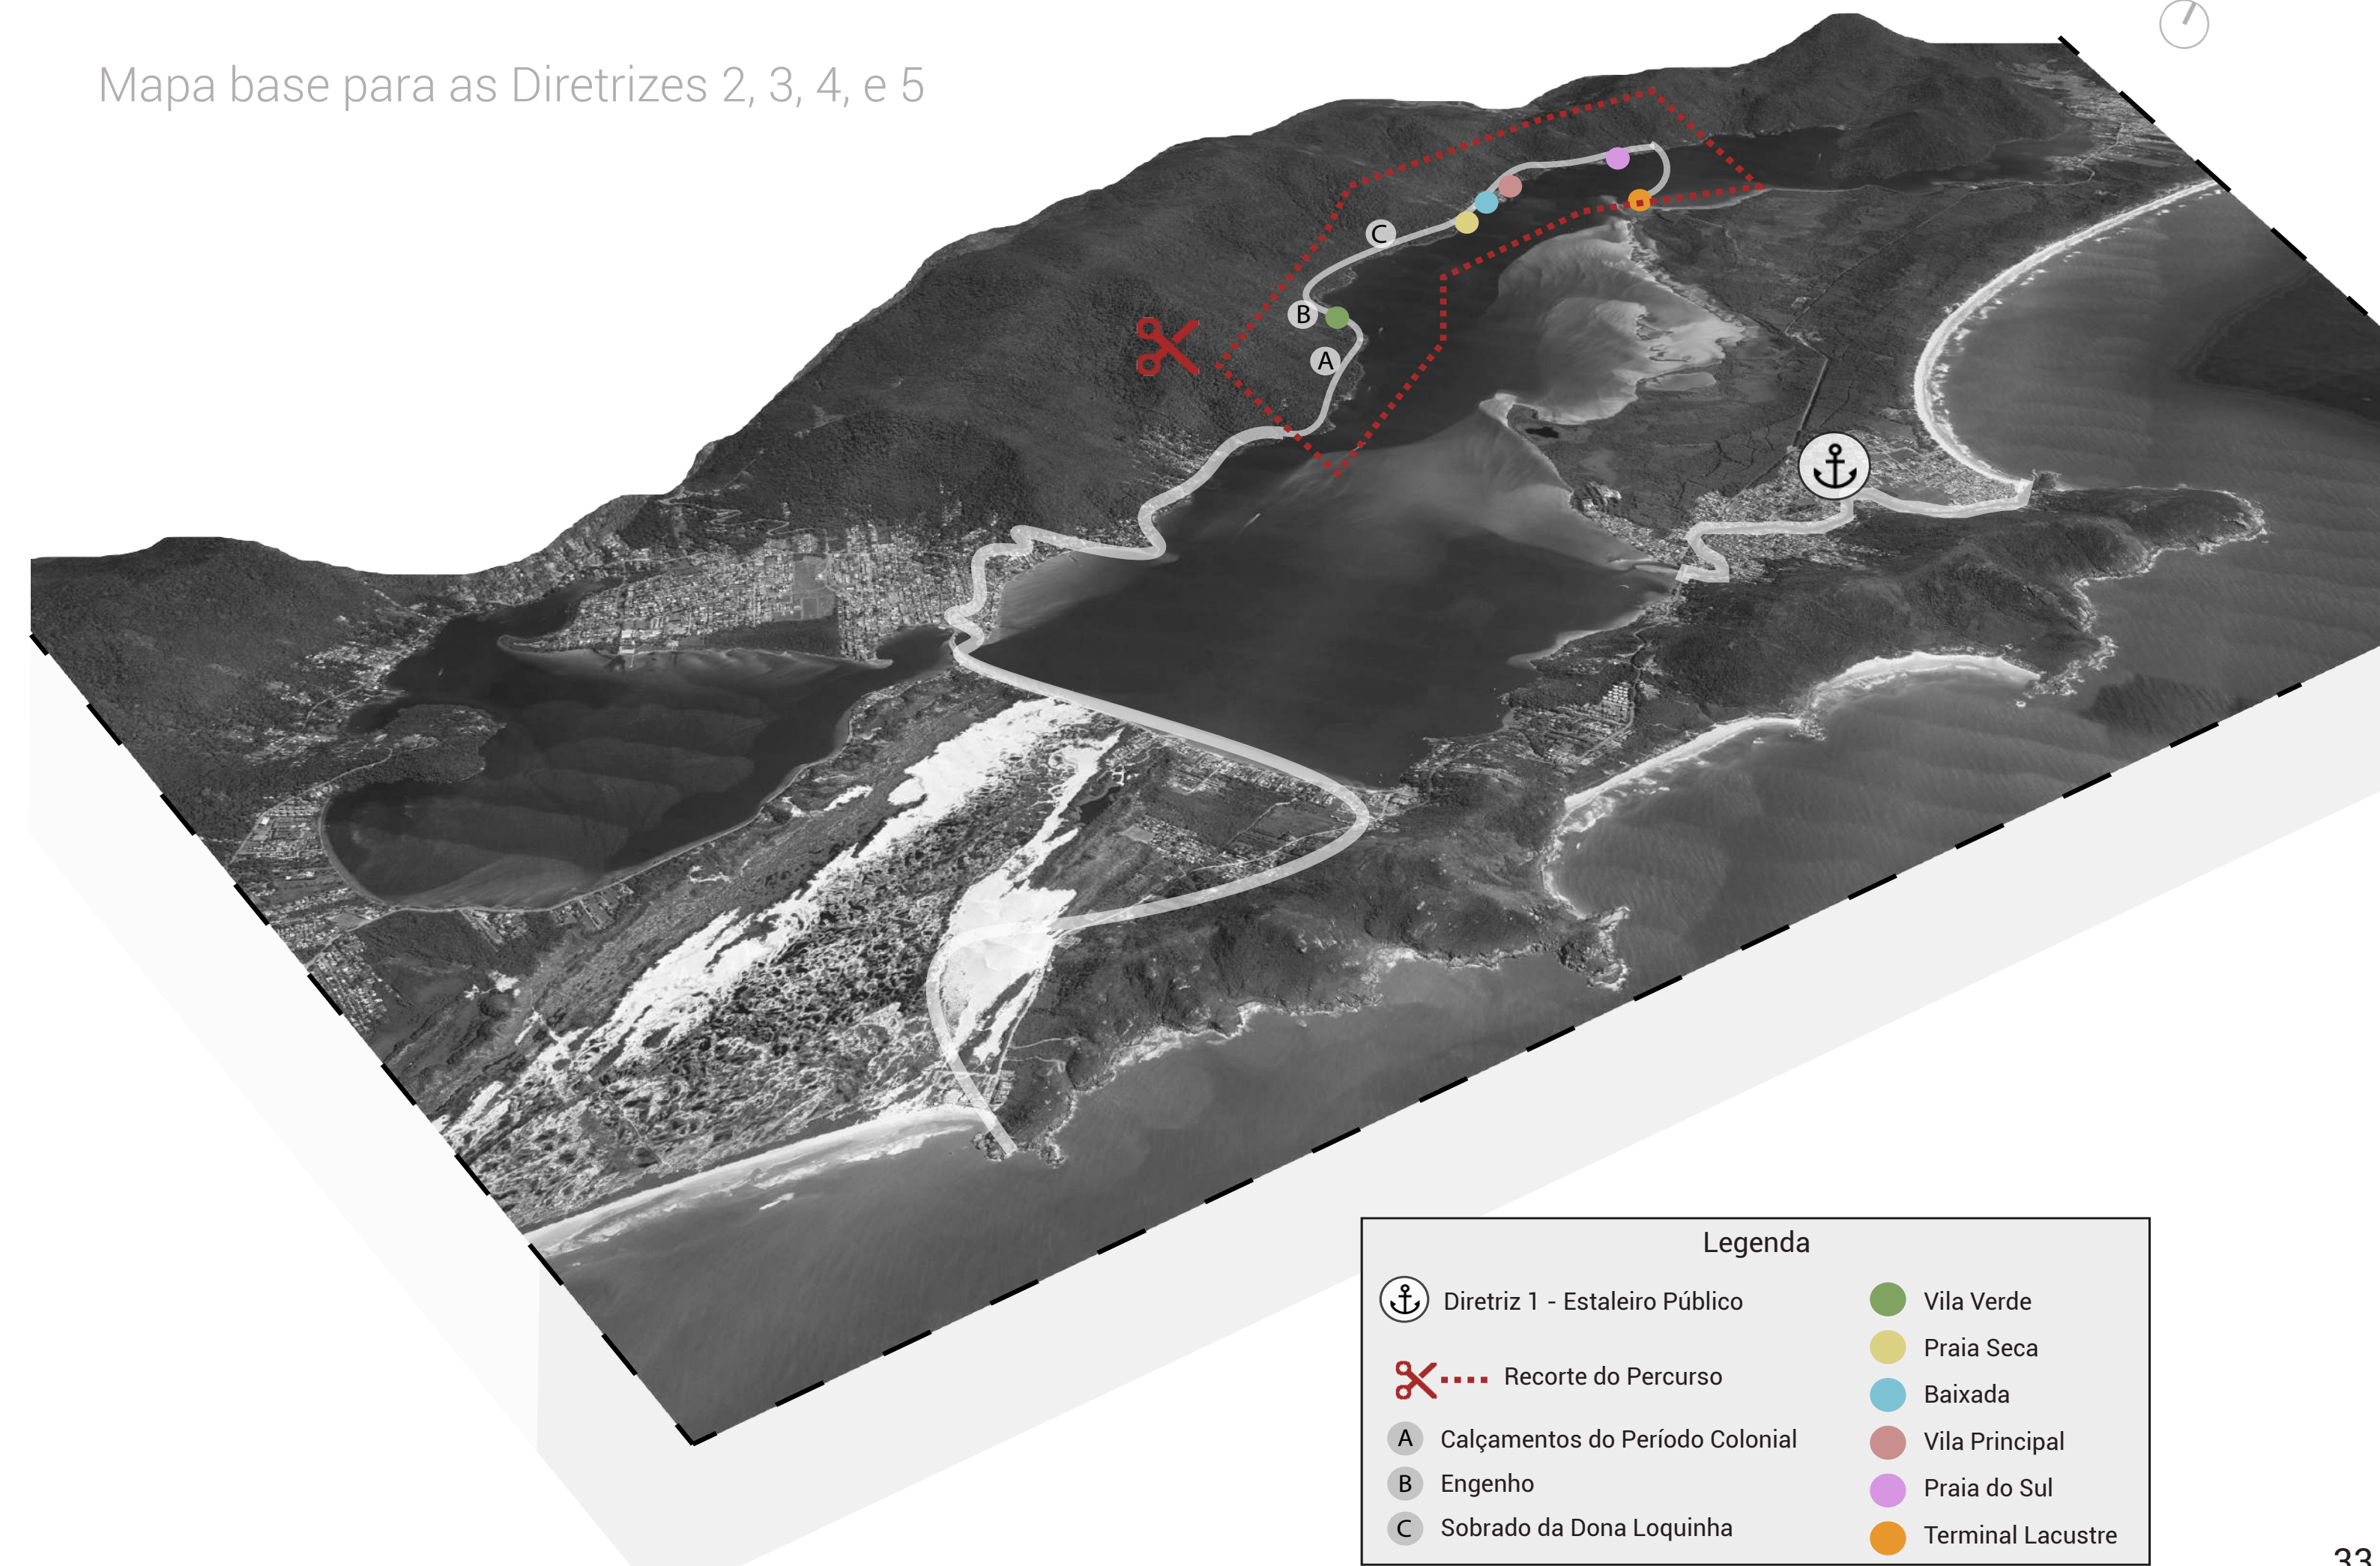 Mapa base para as Diretrizes 2, 3, 4, e 5
C
B
A
Legenda
Diretriz 1 - Estaleiro Público
Recorte do Percurso
A Calçamentos do Período Colonial
B Engenho
C Sobrado da Dona Loquinha
Vila Verde
Praia Seca
Baixada
Vila Principal
Praia do Sul
Terminal Lacustre
33